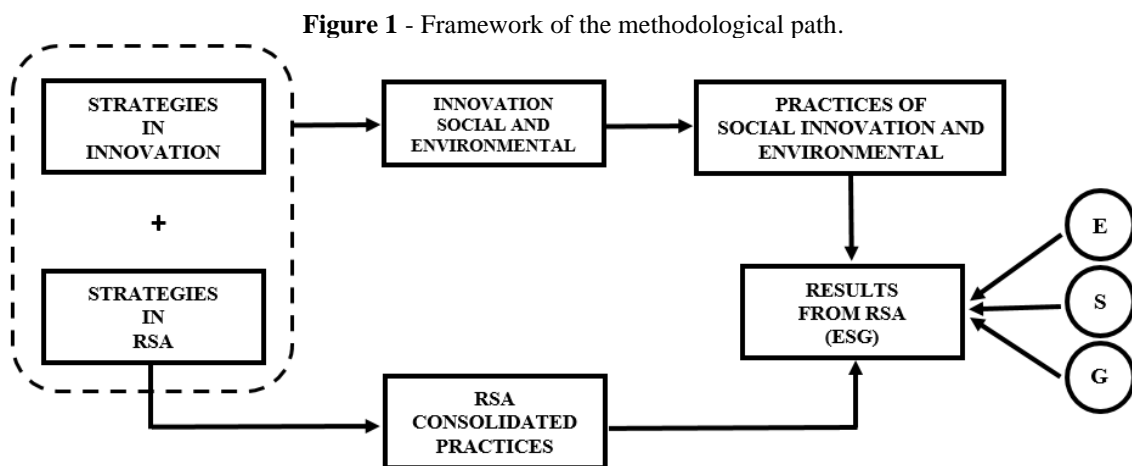 Figure 1 - Framework of the methodological path.
STRATEGIES
IN
INNOVATION
+
STRATEGIES
IN
RSA
INNOVATION
SOCIAL AND
ENVIRONMENTAL
PRACTICES OF
SOCIAL INNOVATION AND
ENVIRONMENTAL
RESULTS
FROM RSA
(ESG)
E
S
G
RSA
CONSOLIDATED
PRACTICES